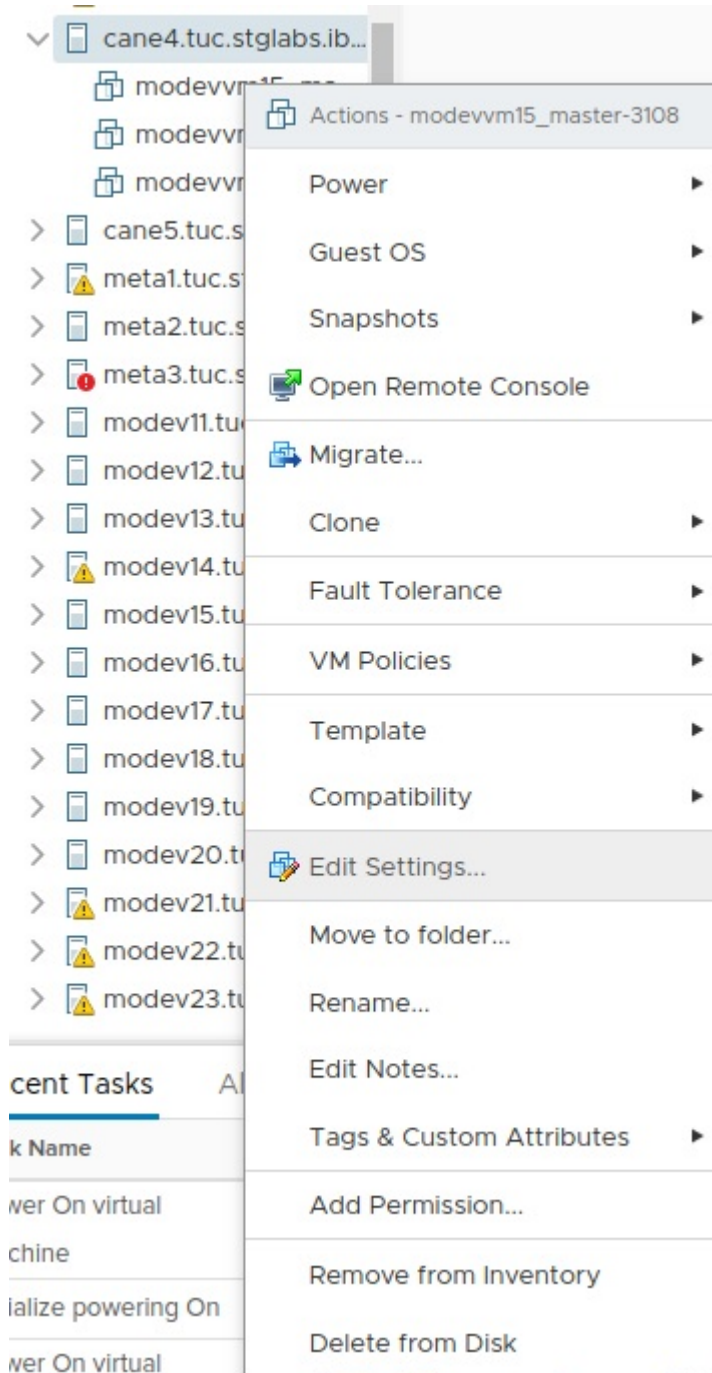 cane4.tuc.stglabs.ib...
modevvm15_ma
modevvm
modevvm
cane5.tuc.s
meta1.tuc.s
meta2.tuc.s
meta3.tuc.s
modev11.tu
modev12.tu
modev13.tu
modev14.tu
modev15.tu
modev16.tu
modev17.tu
modev18.tu
modev19.tu
modev20.t
modev21.tu
modev22.tu
modev23.tu
Actions - modevvm15_master-3108
Power
Guest OS
Snapshots
Open Remote Console
Migrate...
Clone
Fault Tolerance
VM Policies
Template
Compatibility
Edit Settings...
Move to folder...
Rename...
Edit Notes...
Tags & Custom Attributes
Add Permission...
Remove from Inventory
Delete from Disk
cent Tasks Al
k Name
wer On virtual
chine
ialize powering On
wer On virtual